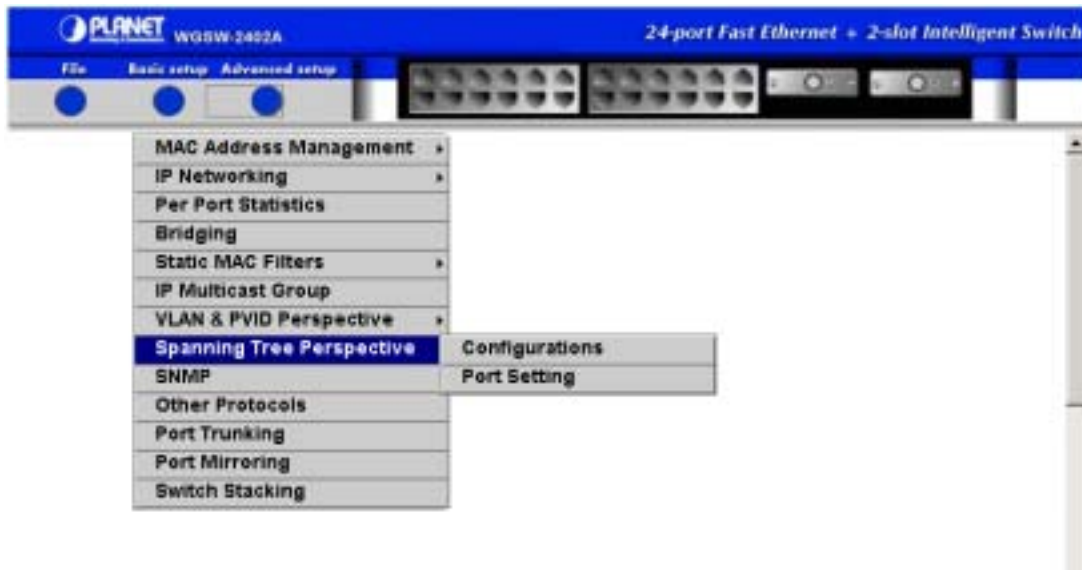 PLANET WGSW-2402A
24-port Fast Ethernet + 2-slot Intelligent Switch
File Basic setup Advanced setup
MAC Address Management
IP Networking
Per Port Statistics
Bridging
Static MAC Filters
IP Multicast Group
VLAN & PVID Perspective
Spanning Tree Perspective Configurations
SNMP Port Setting
Other Protocols
Port Trunking
Port Mirroring
Switch Stacking